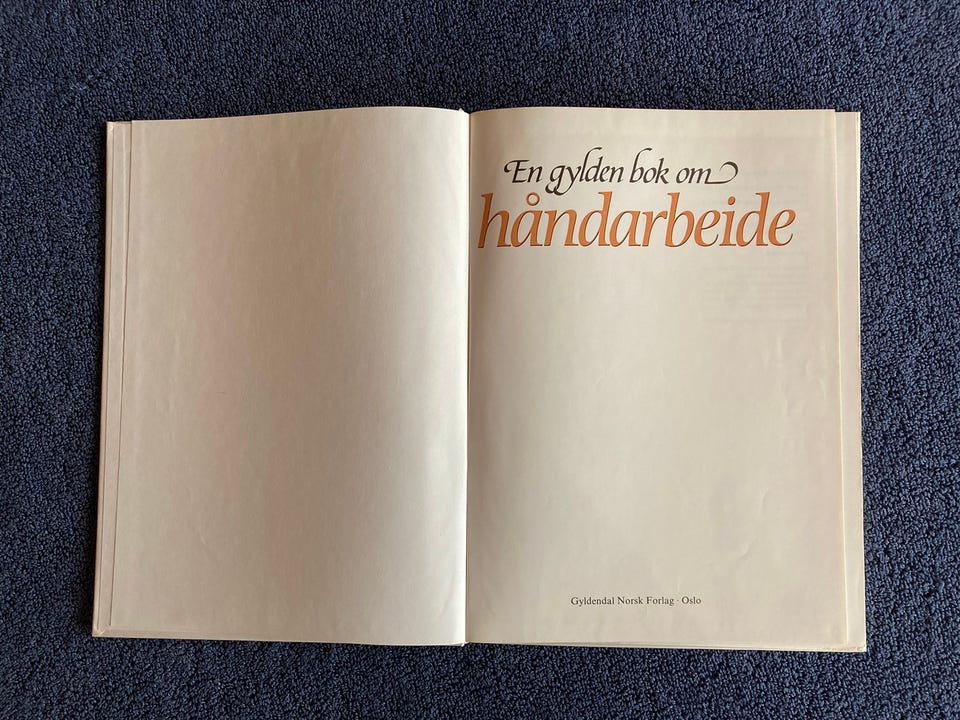 En gylden bok om
håndarbeide
Gyldendal Norsk Forlag · Oslo